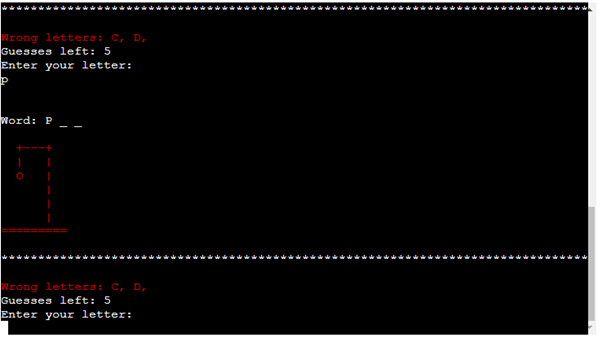 ********************************************************************************
Wrong letters: C, D,
Guesses left: 5
Enter your letter:
p
Word: P _ _
+---+
|   |
O   |
    |
    |
    |
=========
********************************************************************************
Wrong letters: C, D,
Guesses left: 5
Enter your letter: